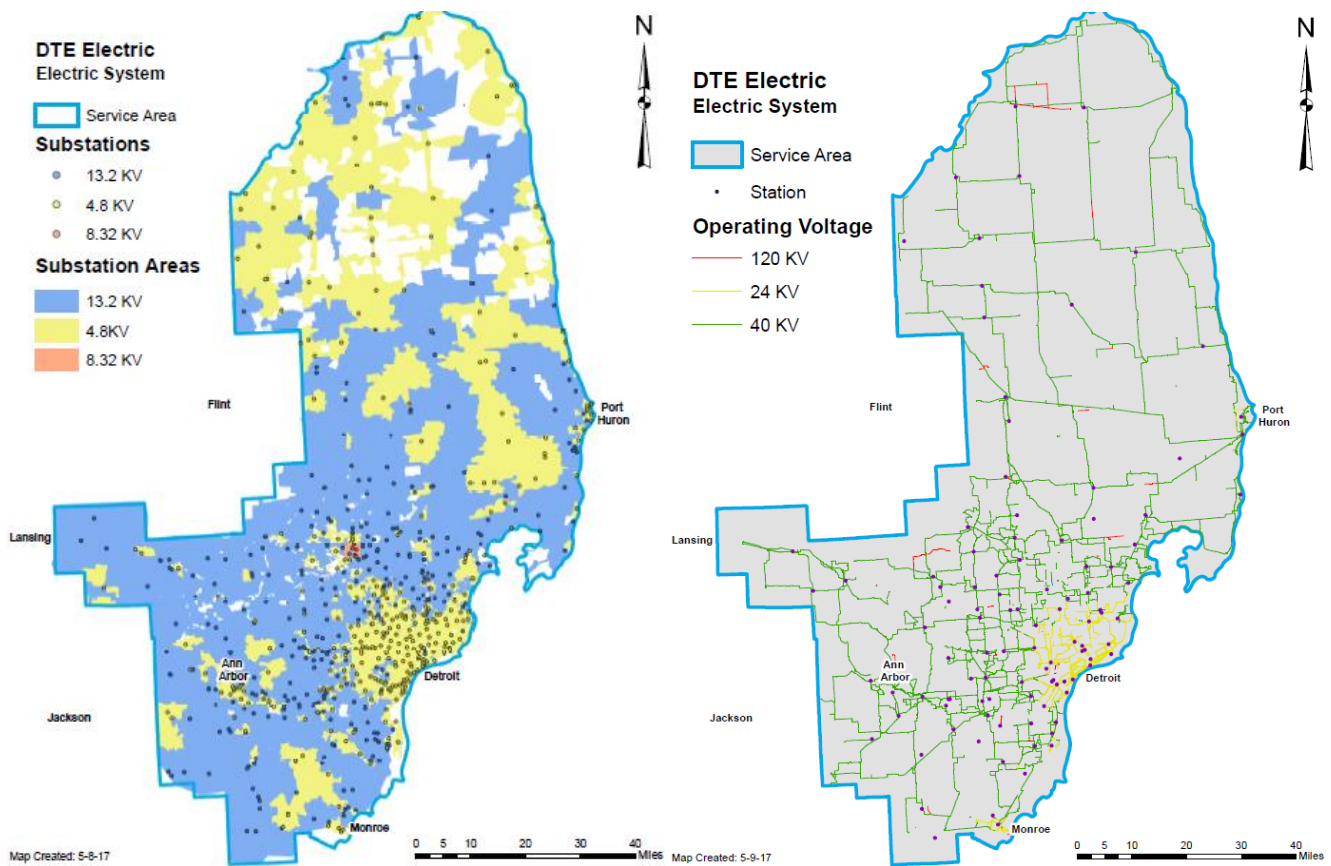 DTE Electric
Electric System
Service Area
Substations
13.2 KV
4.8 KV
8.32 KV
Substation Areas
13.2 KV
4.8KV
8.32 KV
N
Flint
Port
Huron
Lansing
Ann
Arbor
Detroit
Jackson
Monroe
Map Created: 5-8-17
0 5 10 20 30 40
Miles
DTE Electric
Electric System
Service Area
Station
Operating Voltage
120 KV
24 KV
40 KV
N
Flint
Port
Huron
Lansing
Ann
Arbor
Detroit
Jackson
Monroe
Map Created: 5-9-17
0 5 10 20 30 40
Miles